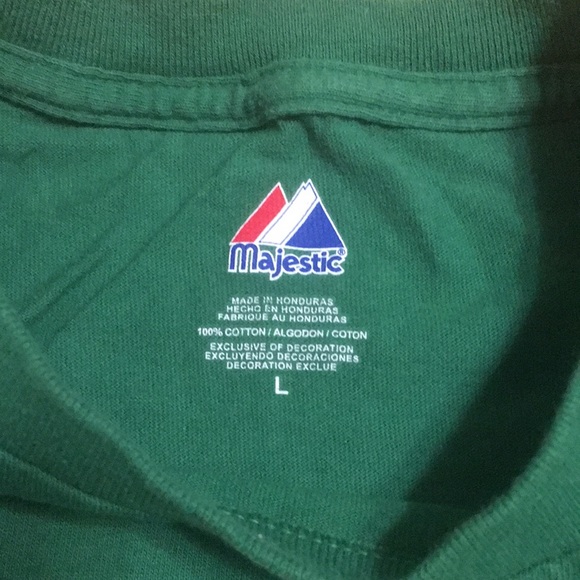 Majestic®
MADE IN HONDURAS
HECHO EN HONDURAS
FABRIQUE AU HONDURAS
100% COTTON / ALGODON / COTON
EXCLUSIVE OF DECORATION
EXCLUYENDO DECORACIONES
DECORATION EXCLUE
L